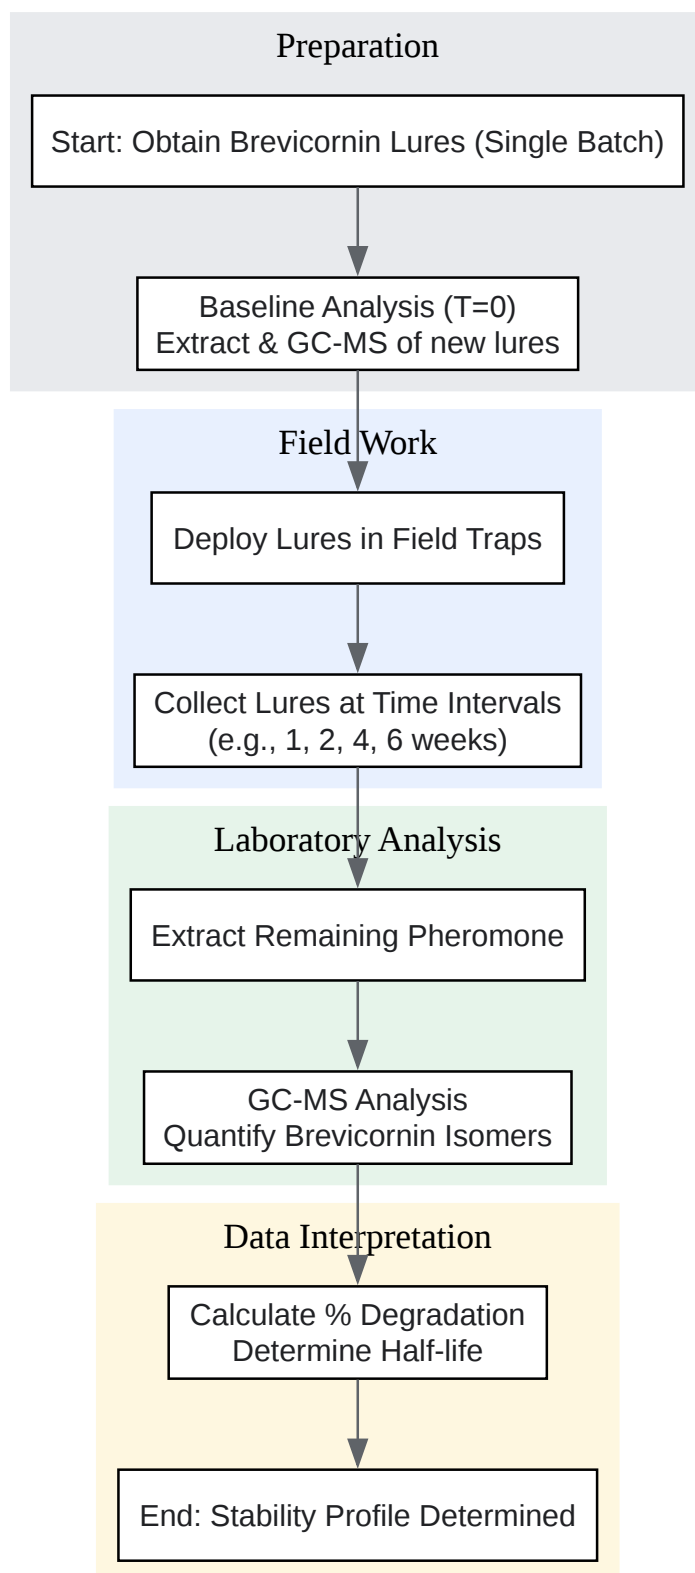 Preparation
Start: Obtain Brevicornin Lures (Single Batch)
Baseline Analysis (T=0)
Extract & GC-MS of new lures
Field Work
Deploy Lures in Field Traps
Collect Lures at Time Intervals
(e.g., 1, 2, 4, 6 weeks)
Laboratory Analysis
Extract Remaining Pheromone
GC-MS Analysis
Quantify Brevicornin Isomers
Data Interpretation
Calculate % Degradation
Determine Half-life
End: Stability Profile Determined